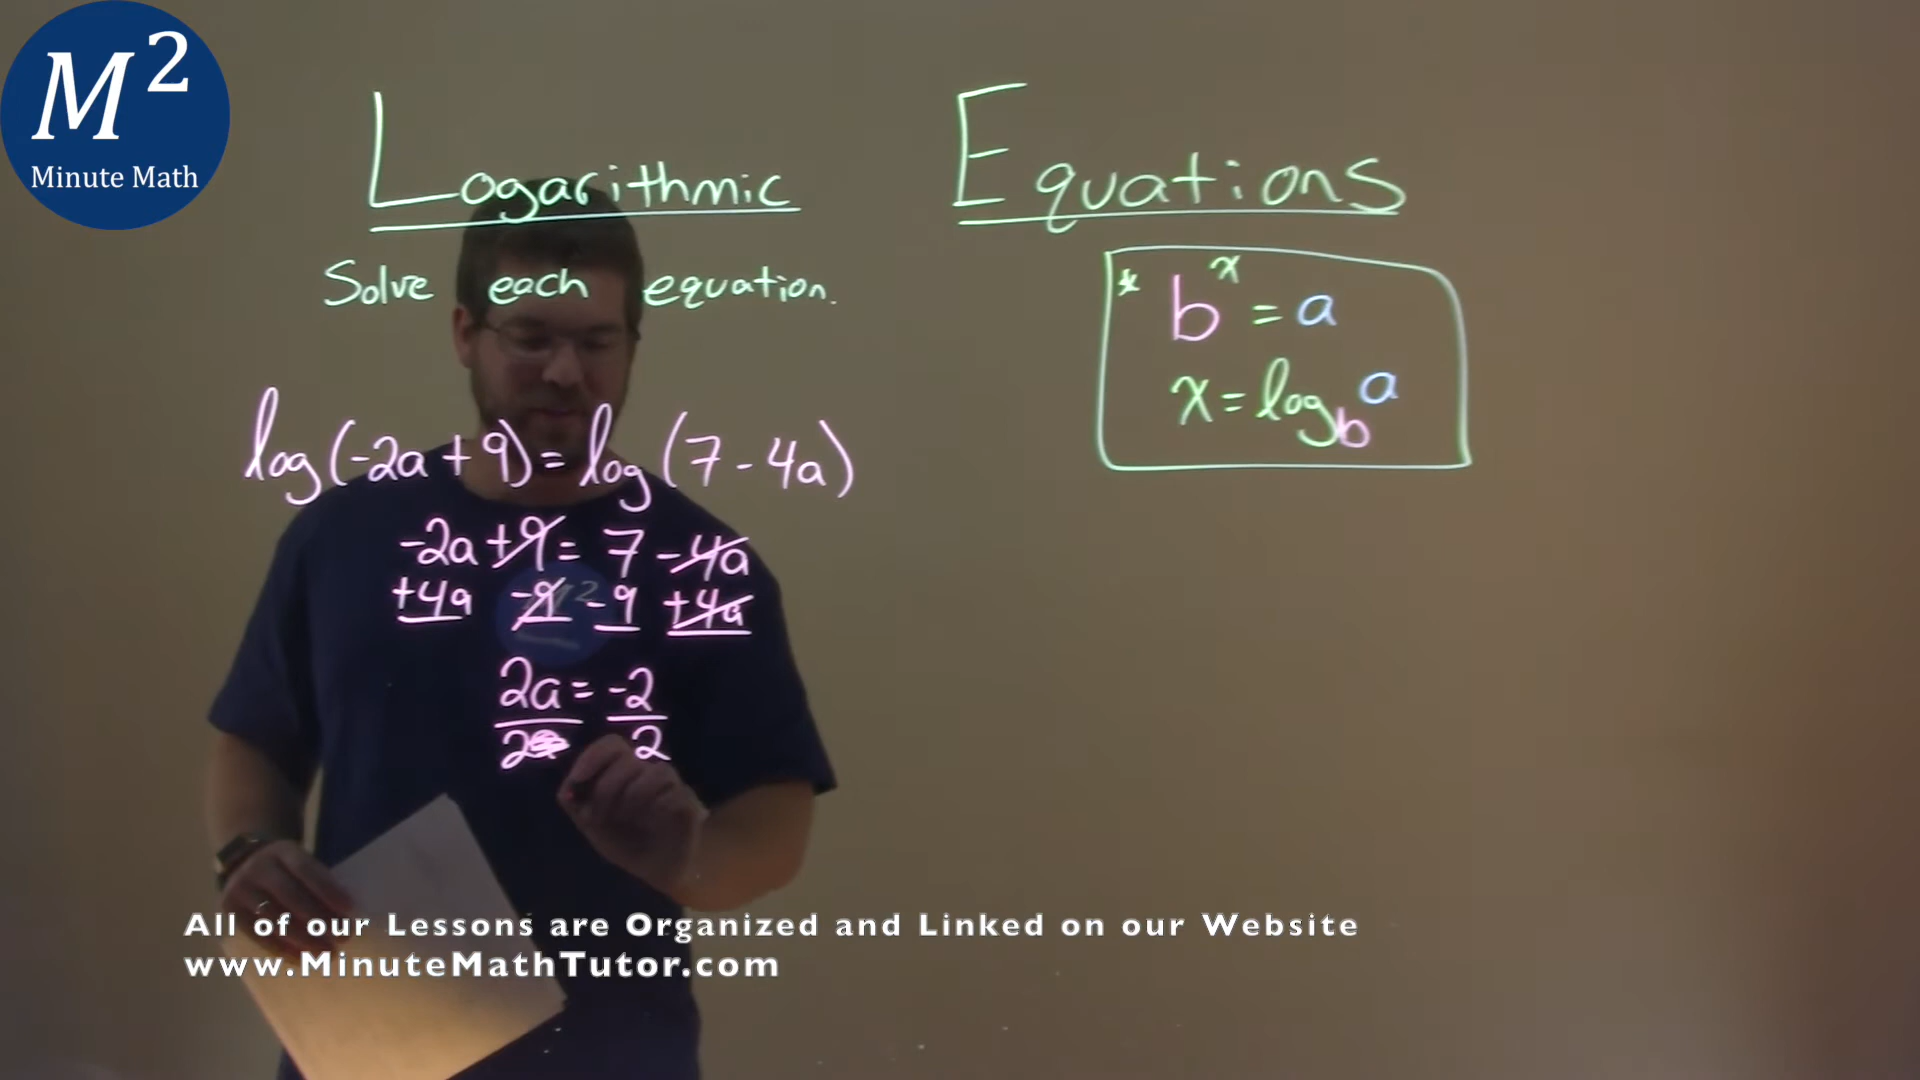 M²
Minute Math
Logarithmic Equations
Solve each equation.
* b^x = a
x = log_b a
log(-2a+9)=log(7-4a)
-2a+9=7-4a
+4a -9 -9 +4a
2a=-2
2 2
All of our Lessons are Organized and Linked on our Website
www.MinuteMathTutor.com